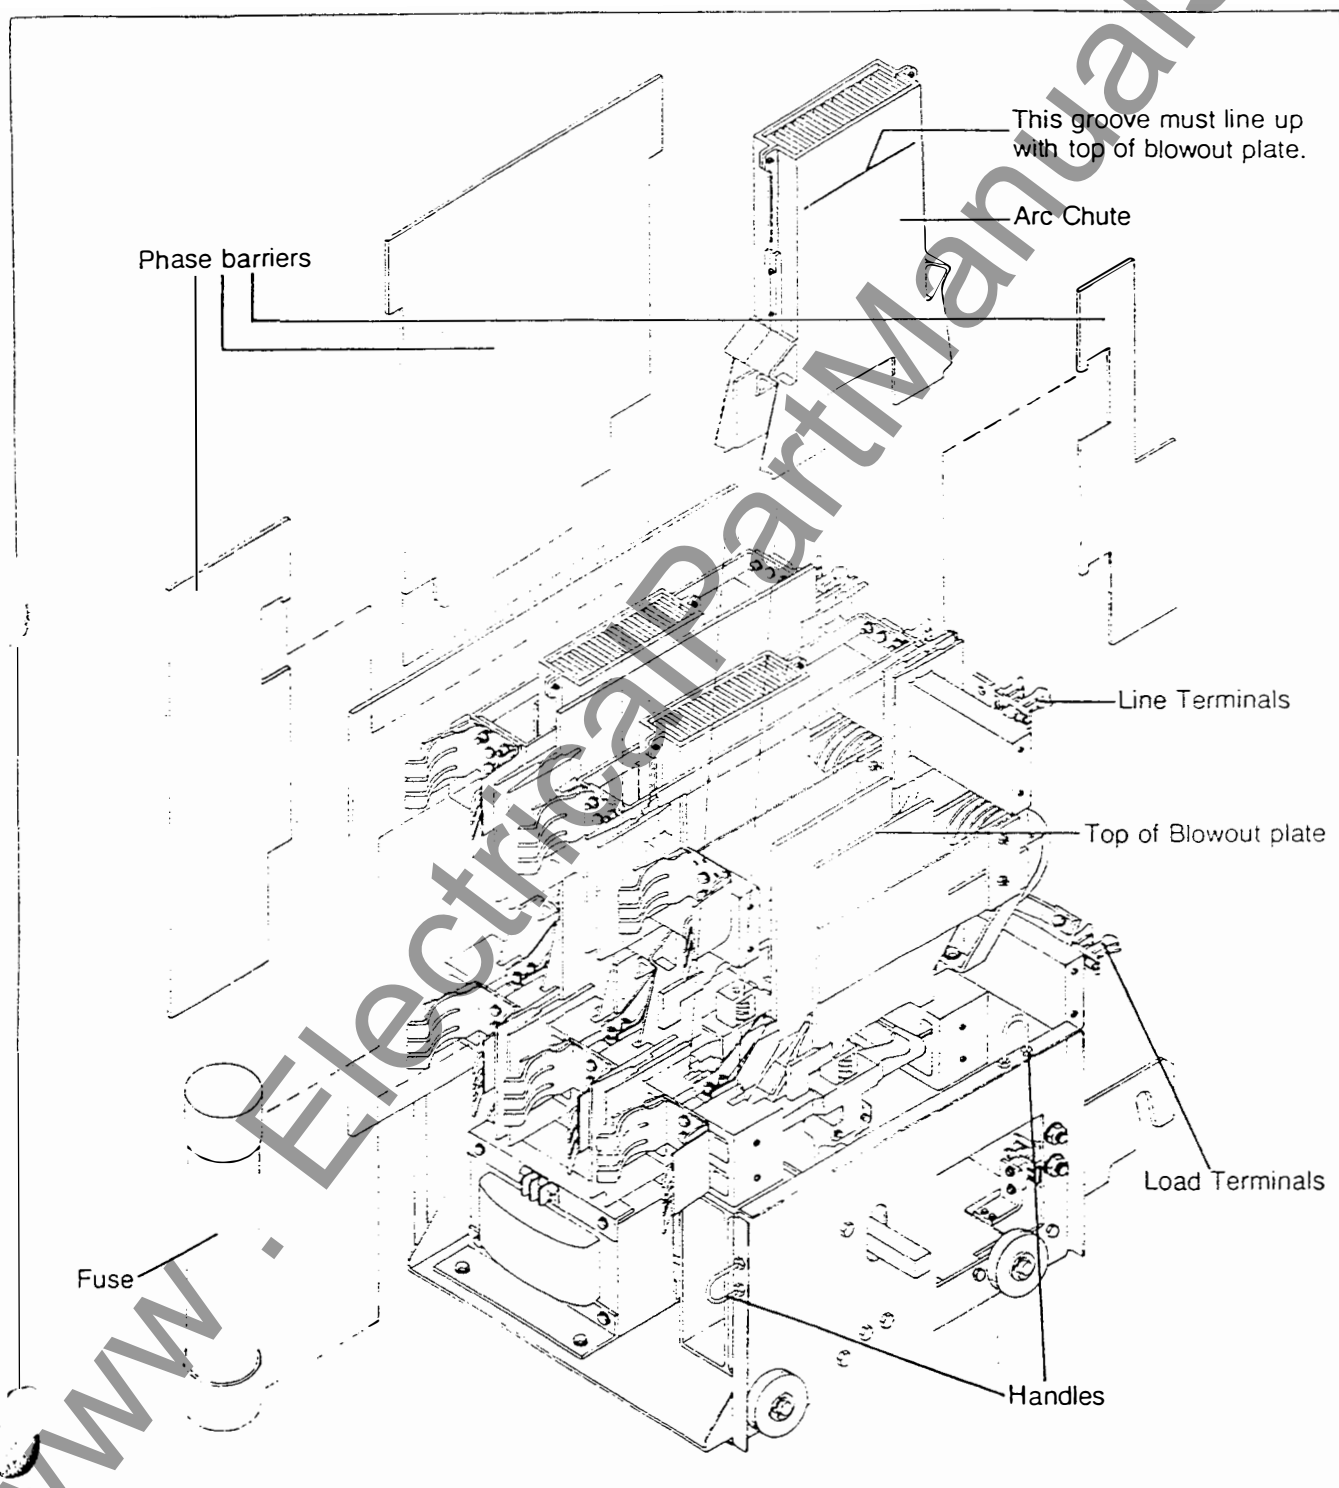 This groove must line up
with top of blowout plate.
Arc Chute
Phase barriers
Line Terminals
Top of Blowout plate
Load Terminals
Fuse
Handles
www . ElectricalPartManuals